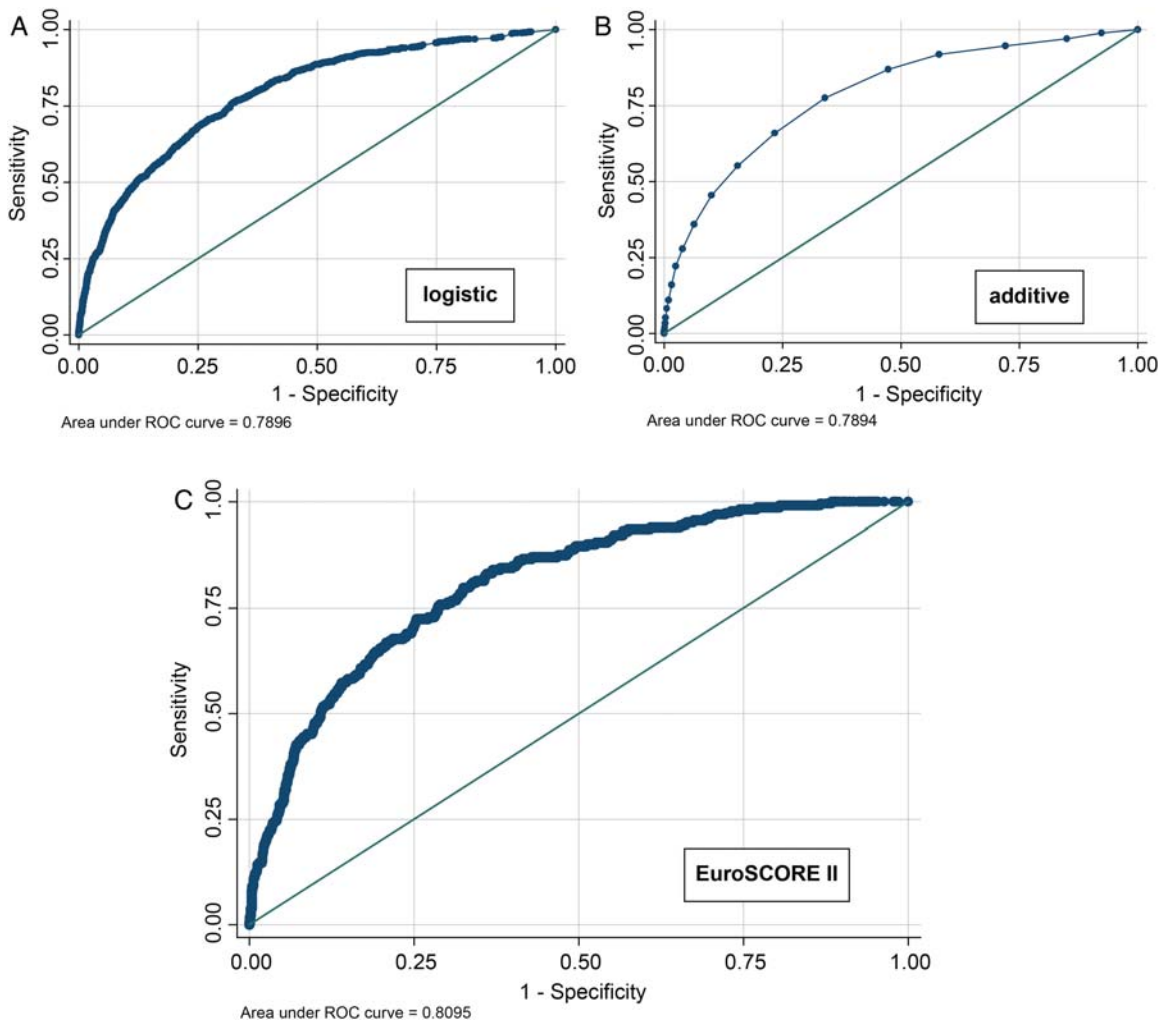 A
Sensitivity
1.00
0.75
0.50
0.25
0.00
logistic
0.00 0.25 0.50 0.75 1.00
1 - Specificity
Area under ROC curve = 0.7896
B
Sensitivity
1.00
0.75
0.50
0.25
0.00
additive
0.00 0.25 0.50 0.75 1.00
1 - Specificity
Area under ROC curve = 0.7894
C
Sensitivity
1.00
0.75
0.50
0.25
0.00
EuroSCORE II
0.00 0.25 0.50 0.75 1.00
1 - Specificity
Area under ROC curve = 0.8095